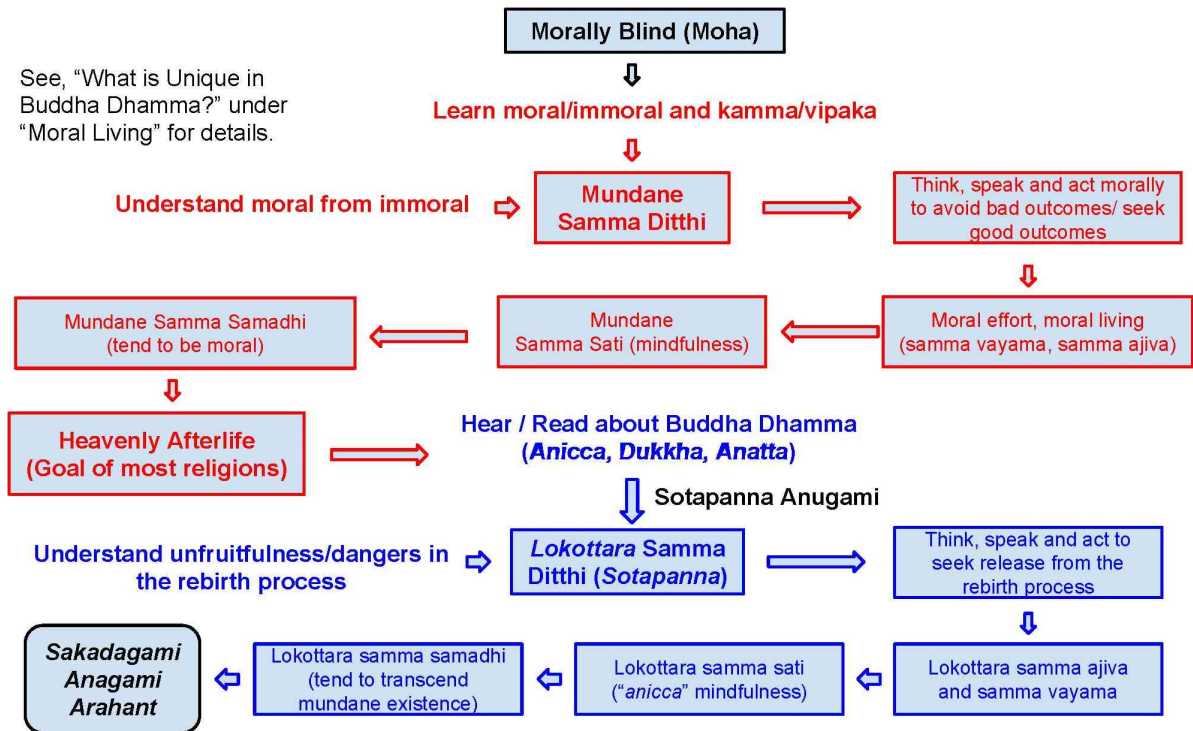 Morally Blind (Moha)
See, “What is Unique in
Buddha Dhamma?” under
“Moral Living” for details.
Learn moral/immoral and kamma/vipaka
Understand moral from immoral
Mundane
Samma Ditthi
Think, speak and act morally
to avoid bad outcomes/ seek
good outcomes
Mundane Samma Samadhi
(tend to be moral)
Mundane
Samma Sati (mindfulness)
Moral effort, moral living
(samma vayama, samma ajiva)
Heavenly Afterlife
(Goal of most religions)
Hear / Read about Buddha Dhamma
(Anicca, Dukkha, Anatta)
Sotapanna Anugami
Understand unfruitfulness/dangers in
the rebirth process
Lokottara Samma
Ditthi (Sotapanna)
Think, speak and act to
seek release from the
rebirth process
Sakadagami
Anagami
Arahant
Lokottara samma samadhi
(tend to transcend
mundane existence)
Lokottara samma sati
(“anicca” mindfulness)
Lokottara samma ajiva
and samma vayama